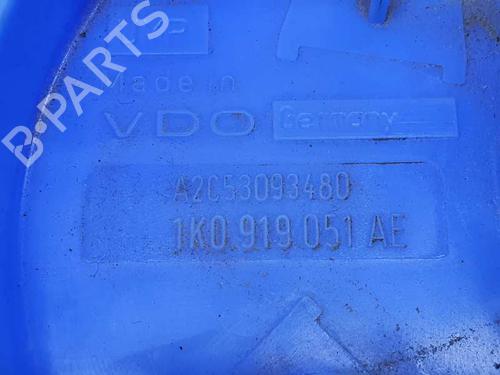 B-PARTS
P
Made in
VDO Germany
A2C53093480
1K0.919.051 AE